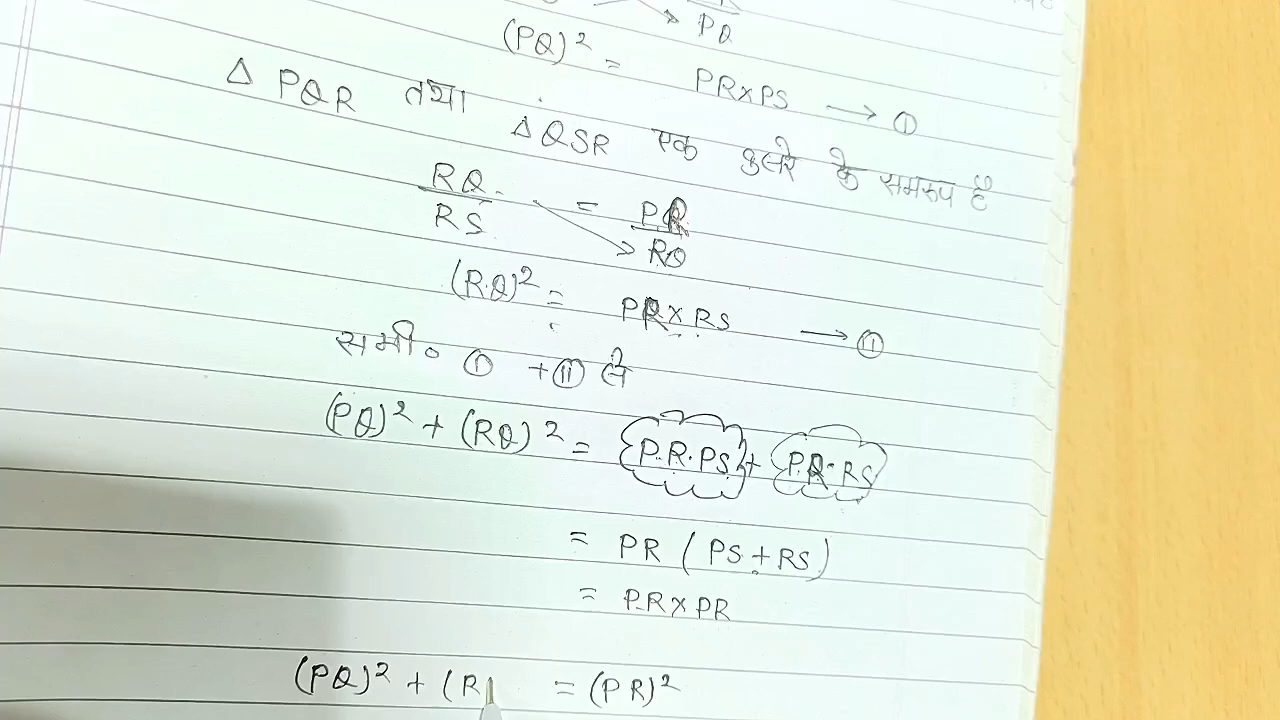 PQ
(PQ)² = PR×PS → ①
Δ PQR तथा ΔQSR एक दुसरे के समरूप है
RQ/RS = PR/RQ
(RQ)² = PR×RS → ⑪
समी० ① + ⑪ से
(PQ)² + (RQ)² = P.R.PS + PR.RS
= PR (PS+RS)
= PR×PR
(PQ)² + (R = (PR)²